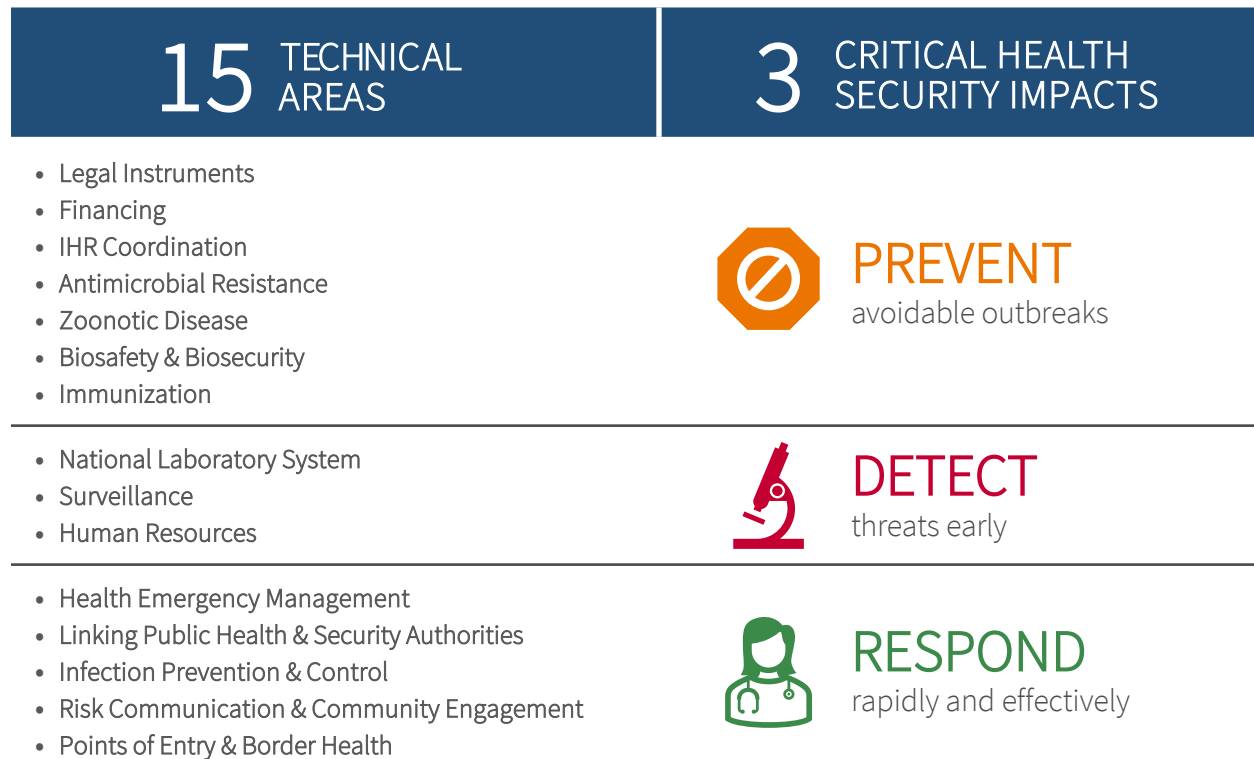 15 TECHNICAL
AREAS
3 CRITICAL HEALTH
SECURITY IMPACTS
• Legal Instruments
• Financing
• IHR Coordination
• Antimicrobial Resistance
• Zoonotic Disease
• Biosafety & Biosecurity
• Immunization
PREVENT
avoidable outbreaks
• National Laboratory System
• Surveillance
• Human Resources
DETECT
threats early
• Health Emergency Management
• Linking Public Health & Security Authorities
• Infection Prevention & Control
• Risk Communication & Community Engagement
• Points of Entry & Border Health
RESPOND
rapidly and effectively